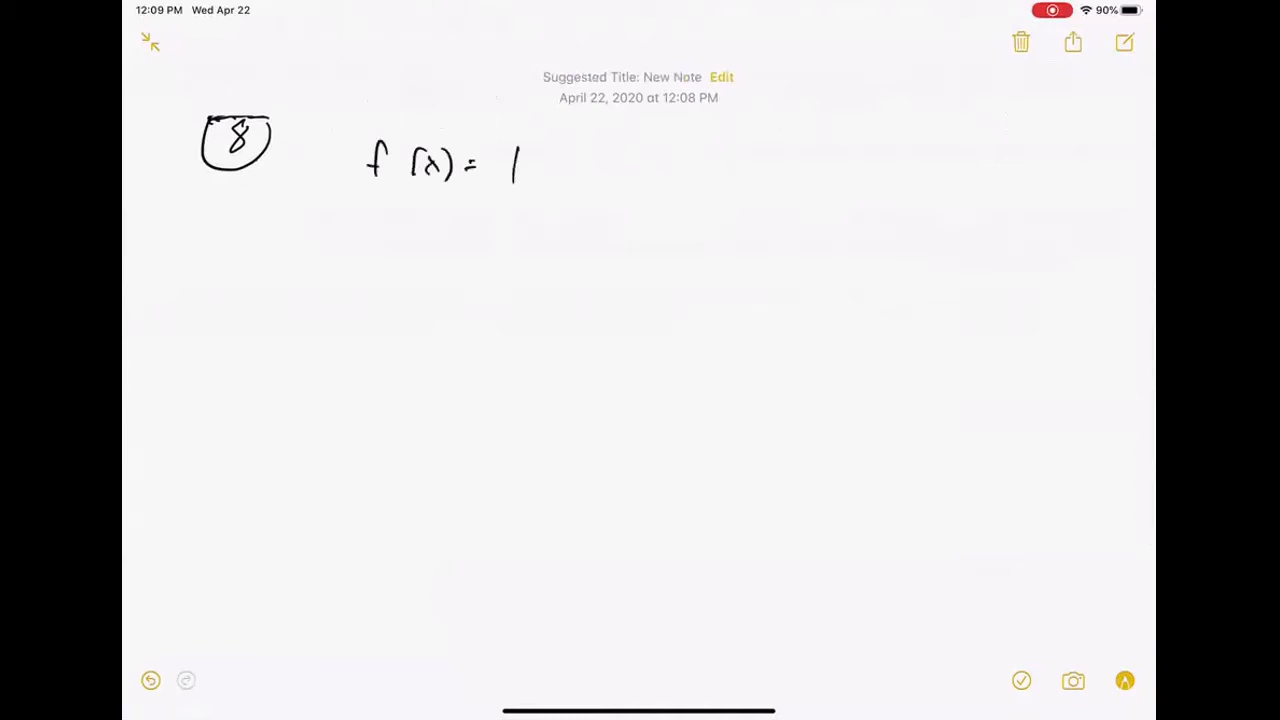 12:09 PM Wed Apr 22 90%
Suggested Title: New Note Edit
April 22, 2020 at 12:08 PM
8
f (x) = 1